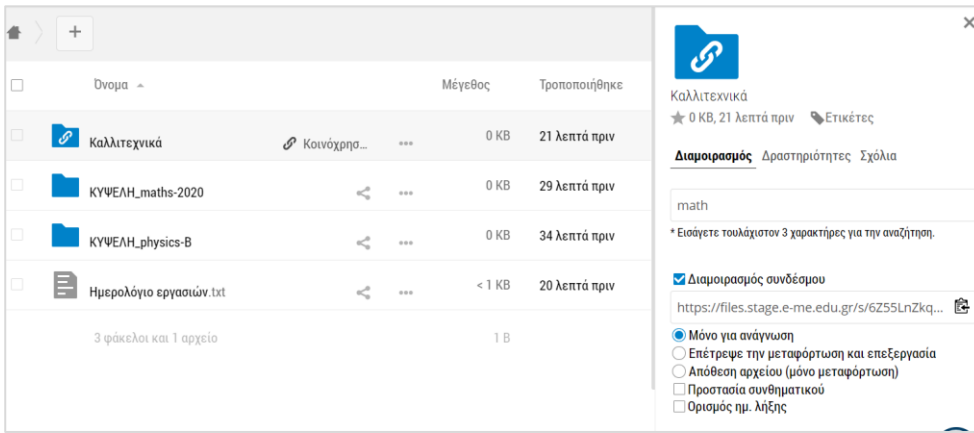 +
Όνομα Μέγεθος Τροποποιήθηκε
Καλλιτεχνικά Κοινόχρησ... ... 0 KB 21 λεπτά πριν
ΚΥΨΕΛΗ_maths-2020 ... 0 KB 29 λεπτά πριν
ΚΥΨΕΛΗ_physics-B ... 0 KB 34 λεπτά πριν
Ημερολόγιο εργασιών.txt ... < 1 KB 20 λεπτά πριν
3 φάκελοι και 1 αρχείο 1 B
Καλλιτεχνικά
0 KB, 21 λεπτά πριν Ετικέτες
Διαμοιρασμός Δραστηριότητες Σχόλια
math
* Εισάγετε τουλάχιστον 3 χαρακτήρες για την αναζήτηση.
Διαμοιρασμός συνδέσμου
https://files.stage.e-me.edu.gr/s/6Z55LnZkq...
Μόνο για ανάγνωση
Επέτρεψε την μεταφόρτωση και επεξεργασία
Απόθεση αρχείου (μόνο μεταφόρτωση)
Προστασία συνθηματικού
Ορισμός ημ. λήξης